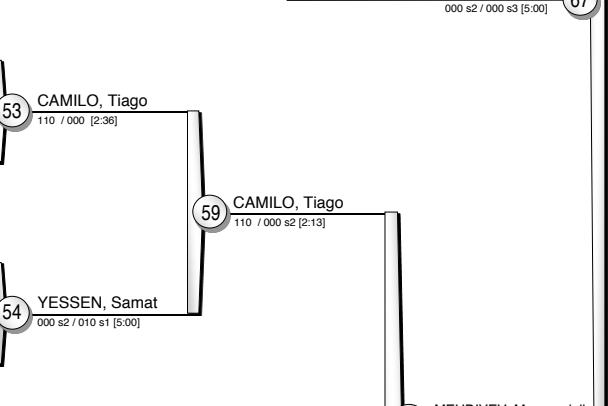 000 s2 / 000 s3 [5:00]
67
53
CAMILO, Tiago
110 / 000 [2:36]
59
CAMILO, Tiago
110 / 000 s2 [2:13]
54
YESSEN, Samat
000 s2 / 010 s1 [5:00]